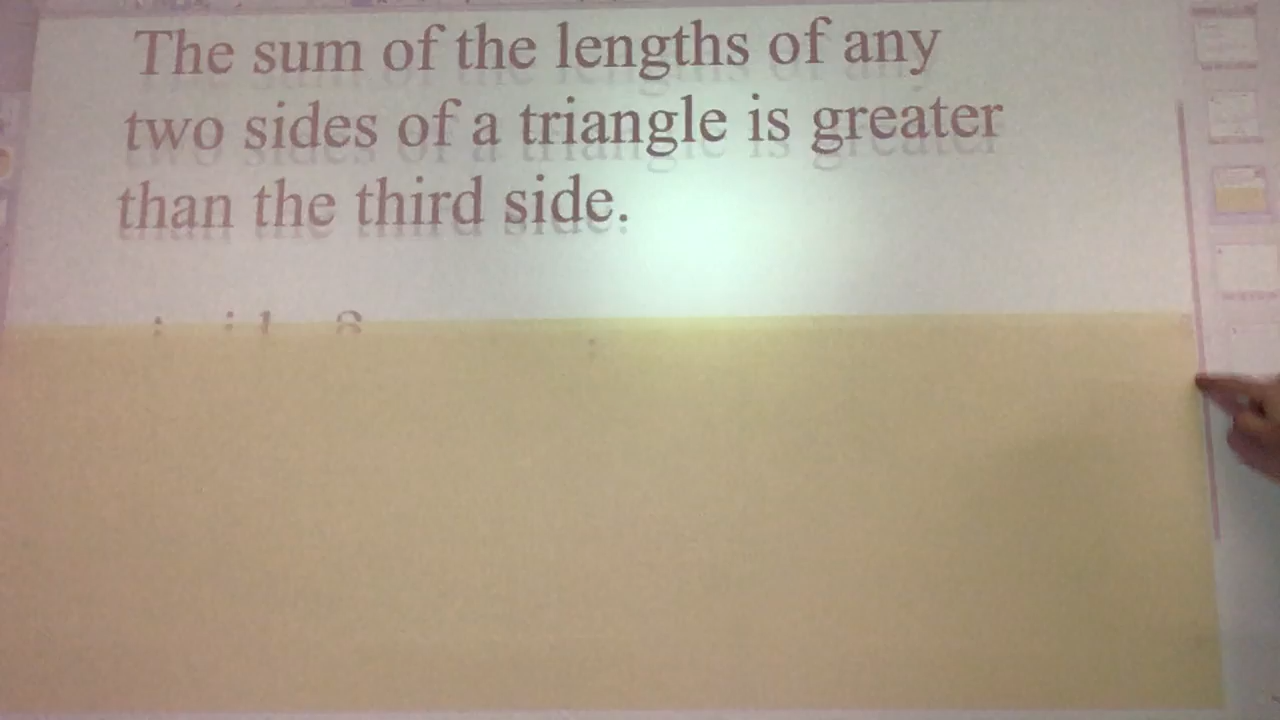 The sum of the lengths of any
two sides of a triangle is greater
than the third side.